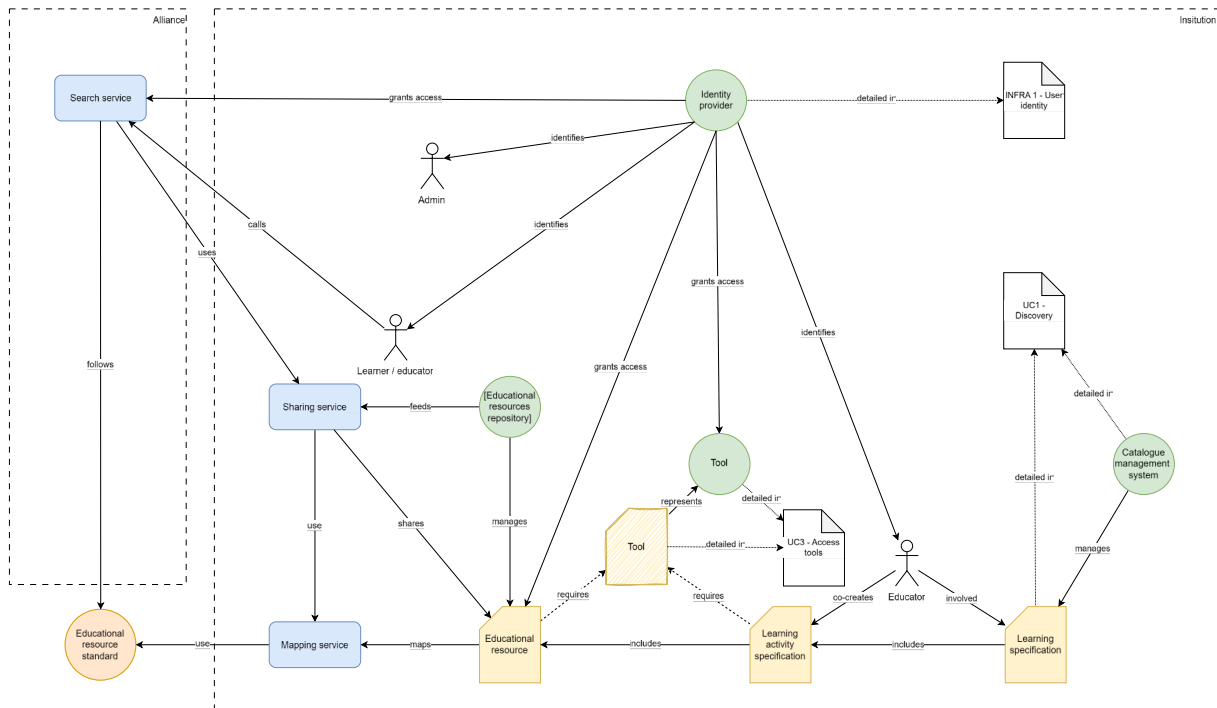 Alliance
Insitution
Search service
grants access
Identity
provider
detailed in
INFRA 1 - User
identity
identifies
Admin
calls
identifies
uses
grants access
UC1 -
Discovery
identifies
follows
Learner / educator
grants access
detailed in
Sharing service
feeds
[Educational
resources
repository]
Tool
Catalogue
management
system
detailed in
represents
detailed in
use
shares
manages
Tool
detailed in
UC3 - Access
tools
manages
requires
requires
co-creates
Educator
involved
Educational
resource
standard
use
Mapping service
maps
Educational
resource
includes
Learning
activity
specification
includes
Learning
specification